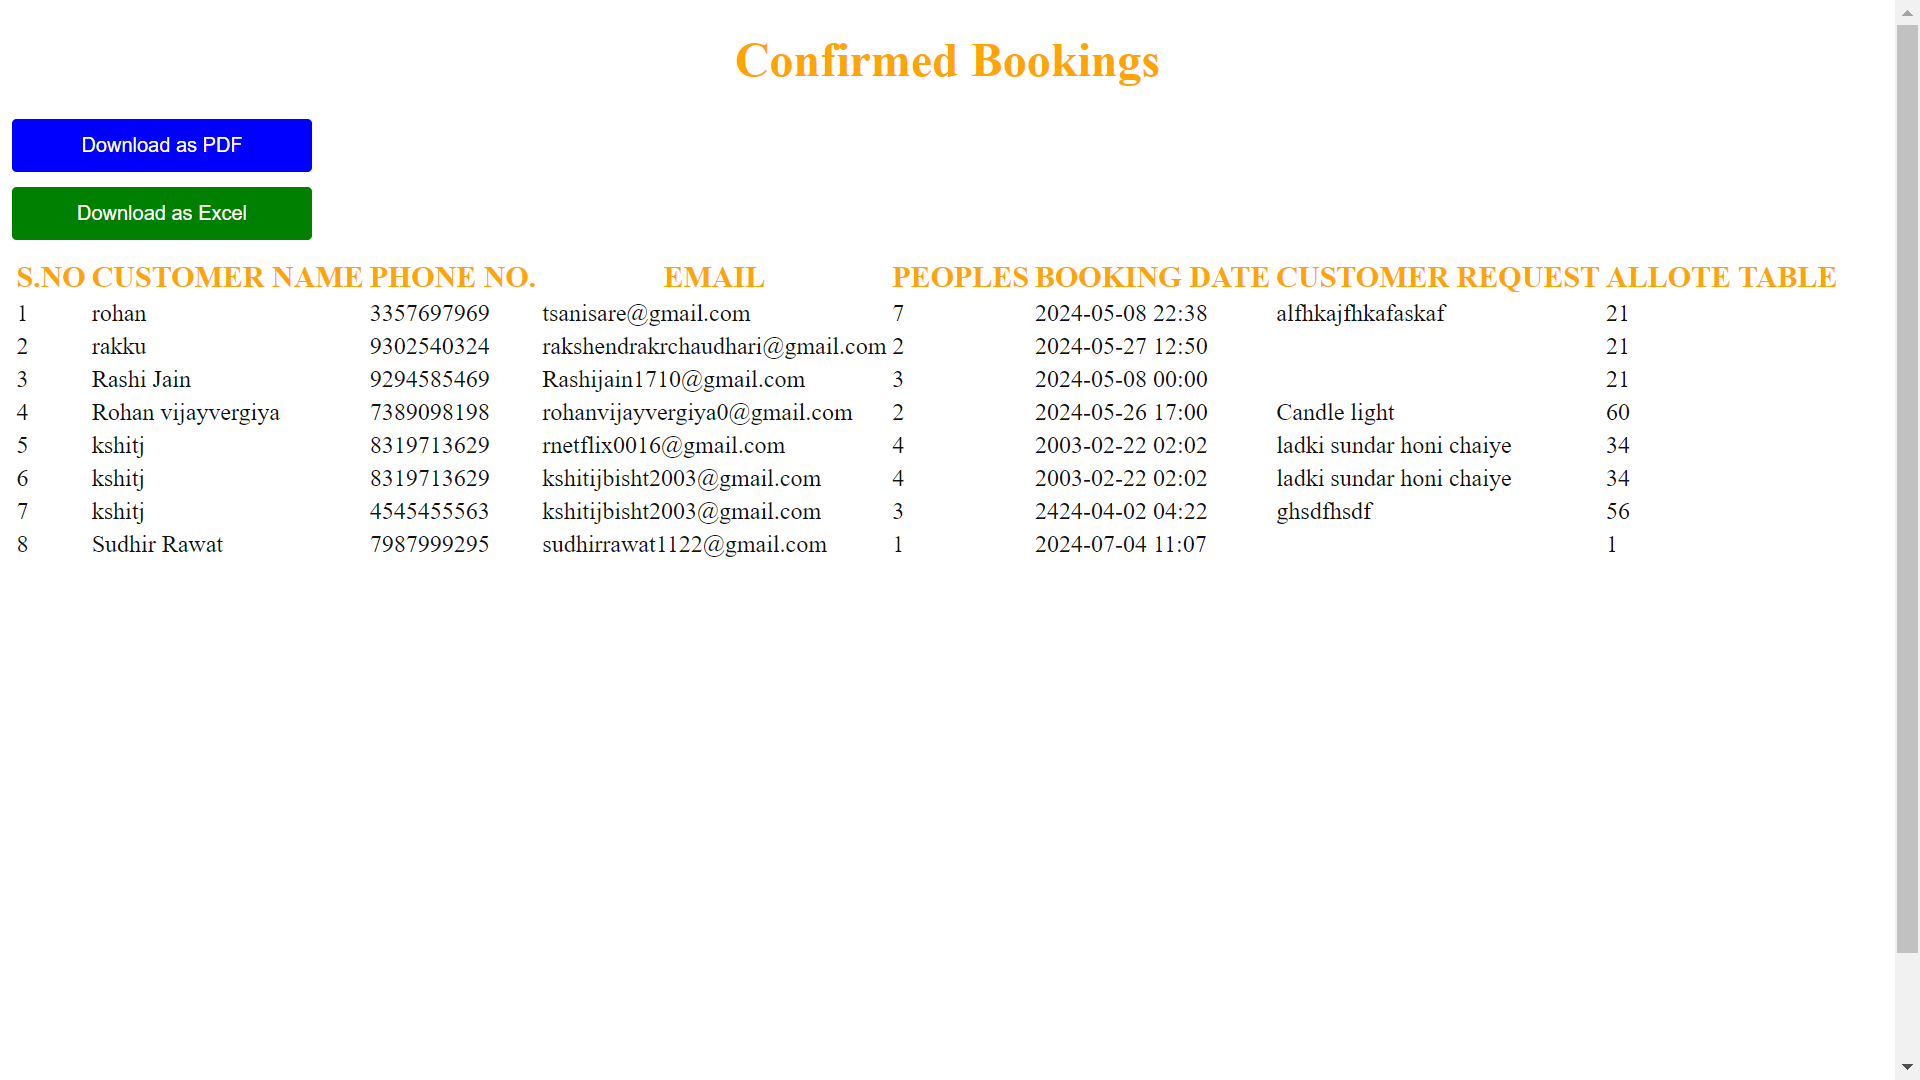 Confirmed Bookings
Download as PDF
Download as Excel
S.NO CUSTOMER NAME PHONE NO. EMAIL PEOPLES BOOKING DATE CUSTOMER REQUEST ALLOTE TABLE
1 rohan 3357697969 tsanisare@gmail.com 7 2024-05-08 22:38 alfhkajfhkafaskaf 21
2 rakku 9302540324 rakshendrakrchaudhari@gmail.com 2 2024-05-27 12:50 21
3 Rashi Jain 9294585469 Rashijain1710@gmail.com 3 2024-05-08 00:00 21
4 Rohan vijayvergiya 7389098198 rohanvijayvergiya0@gmail.com 2 2024-05-26 17:00 Candle light 60
5 kshitj 8319713629 rnetflix0016@gmail.com 4 2003-02-22 02:02 ladki sundar honi chaiye 34
6 kshitj 8319713629 kshitijbisht2003@gmail.com 4 2003-02-22 02:02 ladki sundar honi chaiye 34
7 kshitj 4545455563 kshitijbisht2003@gmail.com 3 2424-04-02 04:22 ghsdfhsdf 56
8 Sudhir Rawat 7987999295 sudhirrawat1122@gmail.com 1 2024-07-04 11:07 1